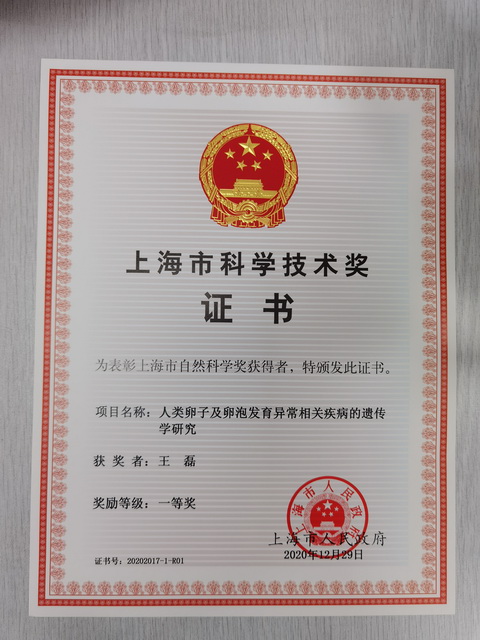 上海市科学技术奖
证书
为表彰上海市自然科学奖获得者，特颁发此证书。
项目名称：人类卵子及卵泡发育异常相关疾病的遗传
学研究
获奖者：王磊
奖励等级：一等奖
上海市人民政府
上海市人民政府
2020年12月29日
证书号：20202017-1-R01